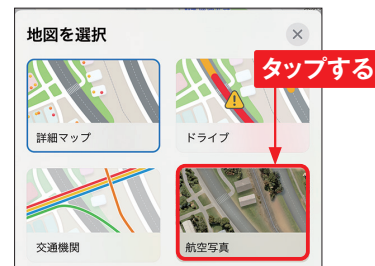 地図を選択
タップする
詳細マップ
ドライブ
交通機関
航空写真